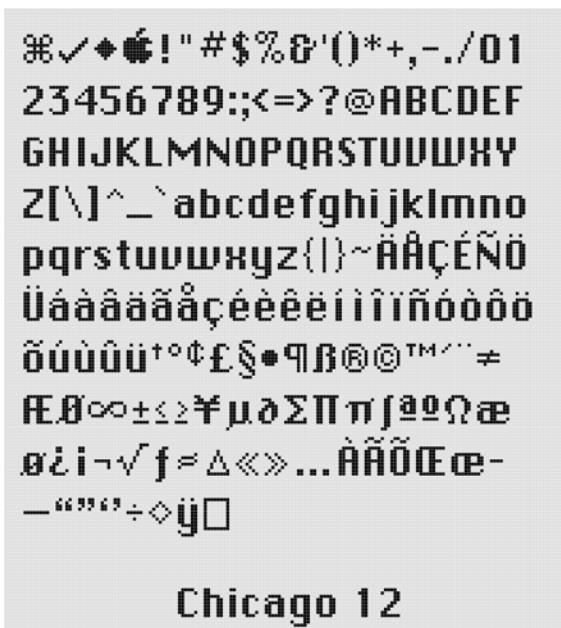 ⌘✓◆!"#$%&'()*+,-./01
23456789:;<=>?@ABCDEF
GHIJKLMNOPQRSTUVWXY
Z[\]^_`abcdefghijklmno
pqrstuvwxyz{|}~ÄÅÇÉÑÖ
Üáàâäãåçéèêëíìîïñóòôö
õúùûü†°¢£§•¶ß®©™´¨≠
ÆØ∞±≤≥¥µ∂∑∏π∫ªºΩæ
ø¿¡¬√ƒ≈∆«»…ÀÃÕŒœ–
—“”‘’÷◊ÿ□
Chicago 12